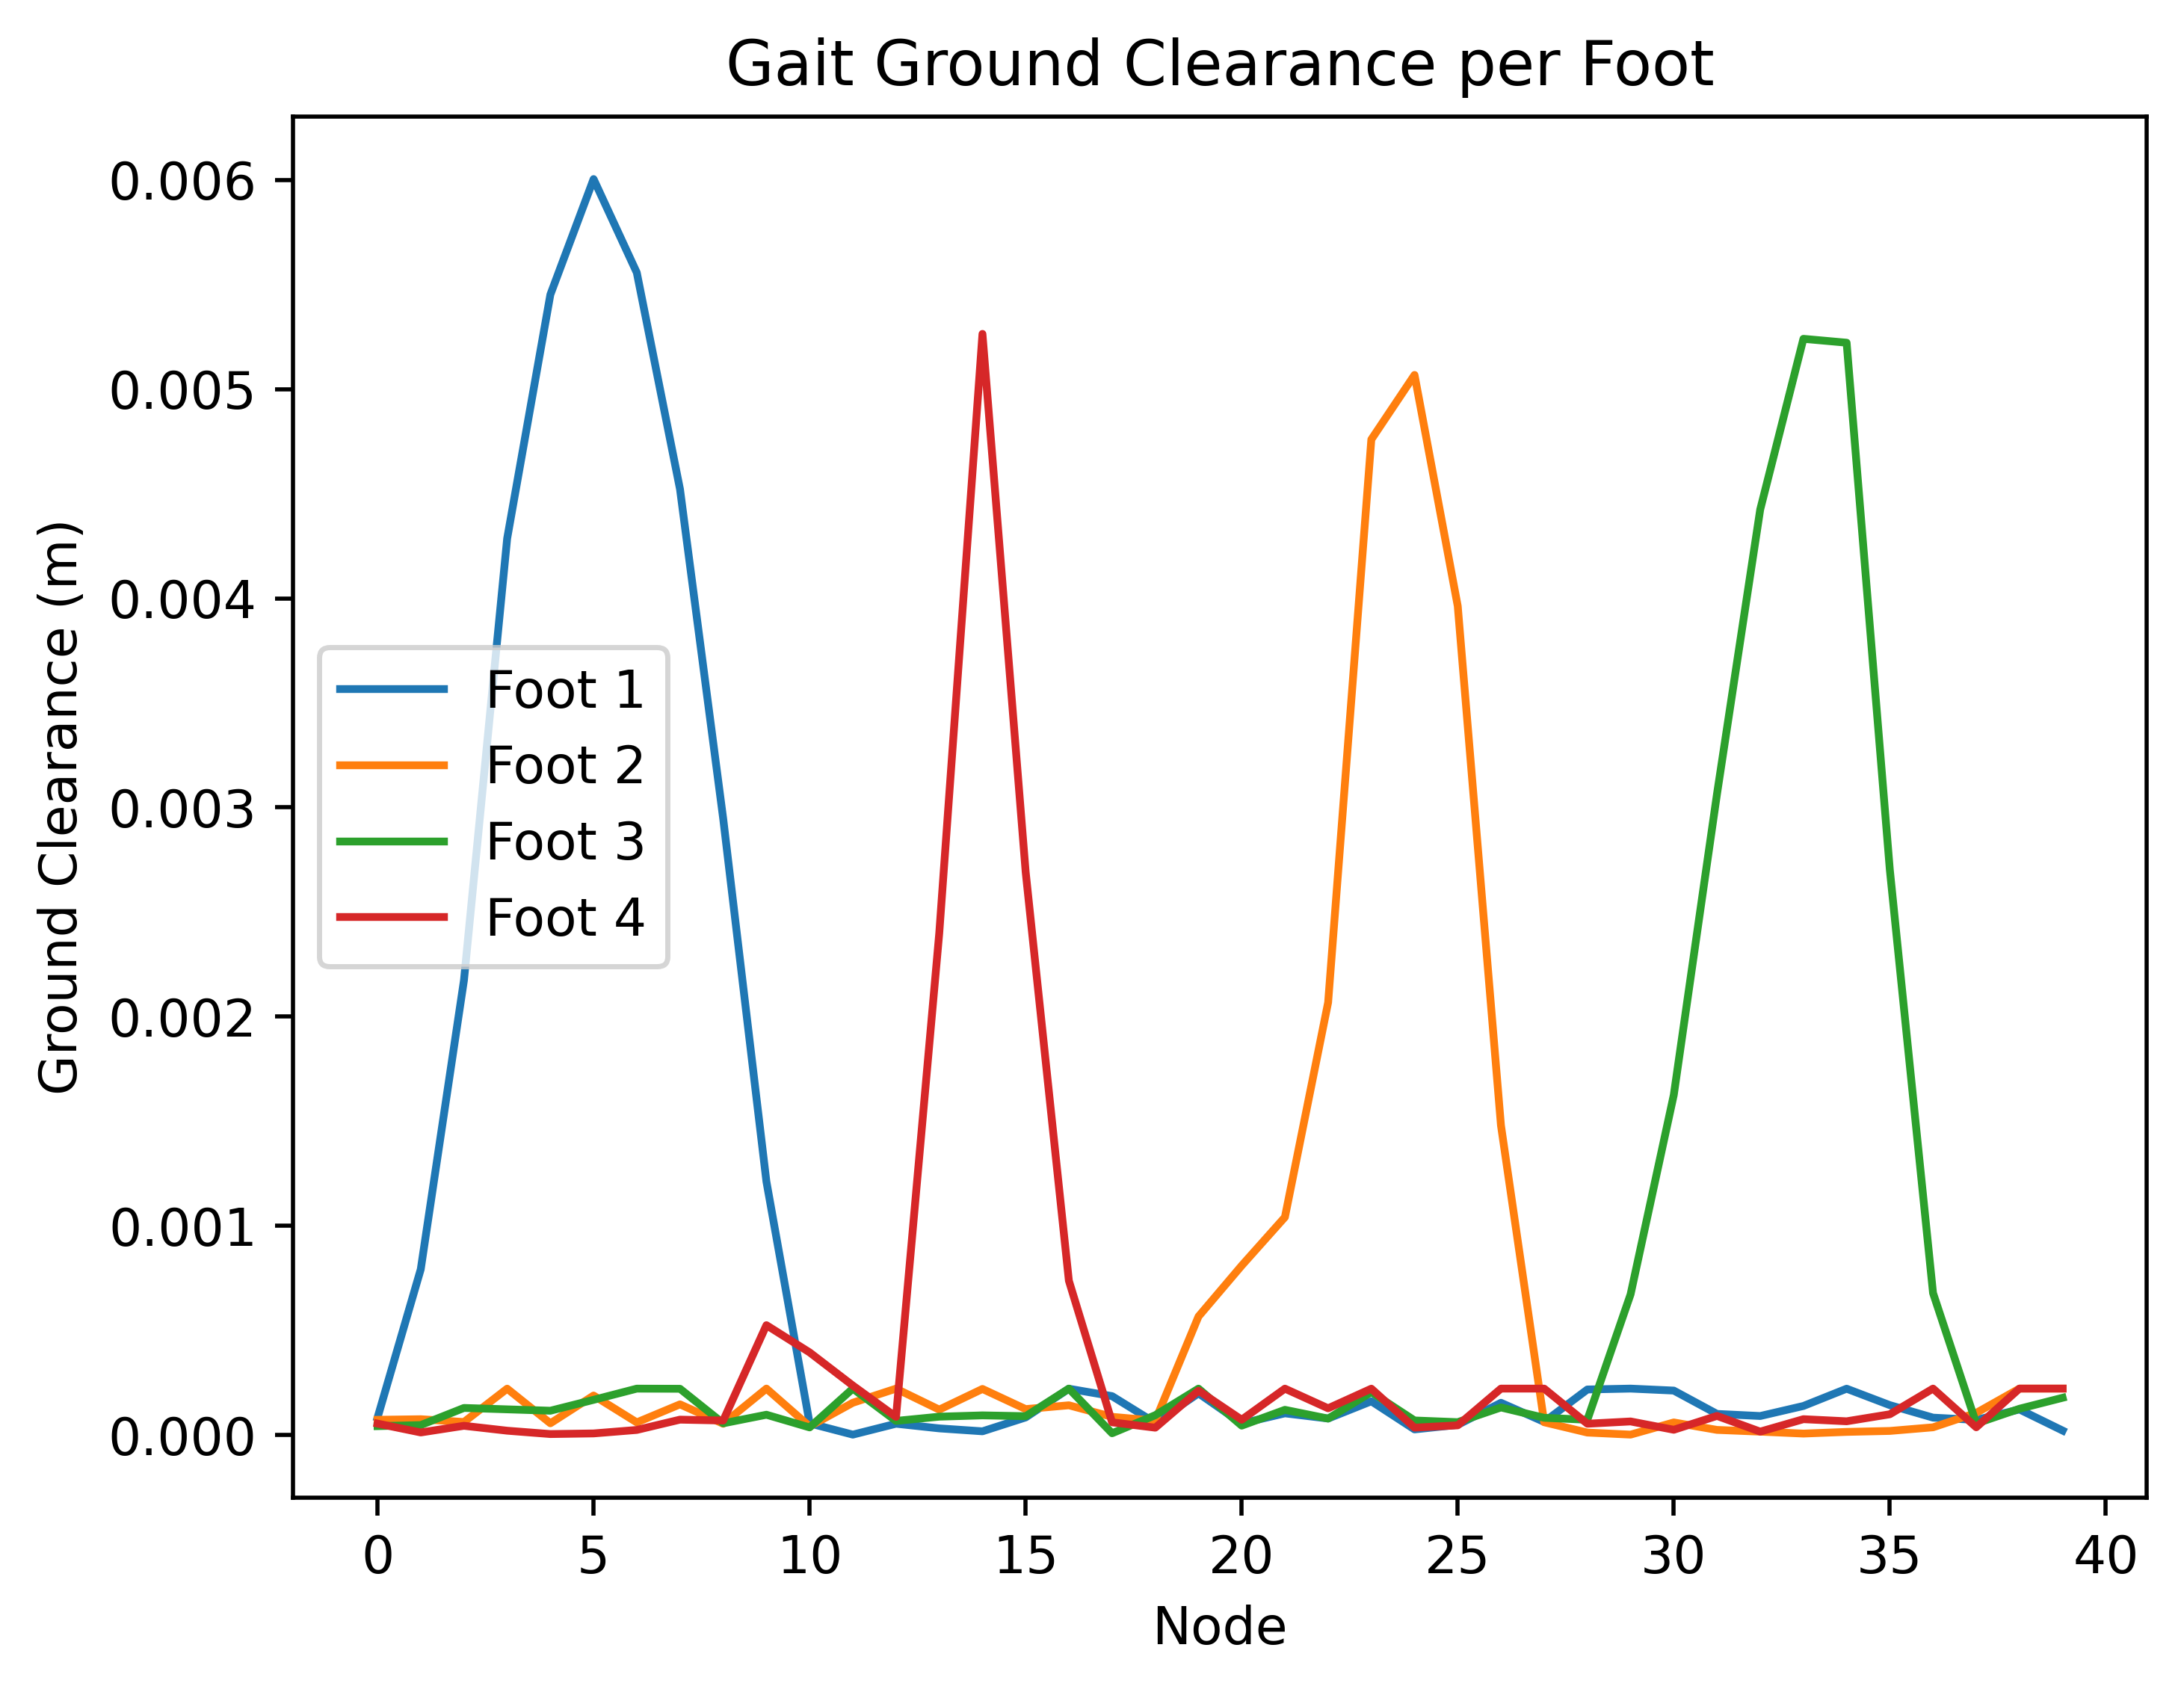 Gait Ground Clearance per Foot
Ground Clearance (m)
0.006
0.005
0.004
0.003
0.002
0.001
0.000
Foot 1
Foot 2
Foot 3
Foot 4
0 5 10 15 20 25 30 35 40
Node